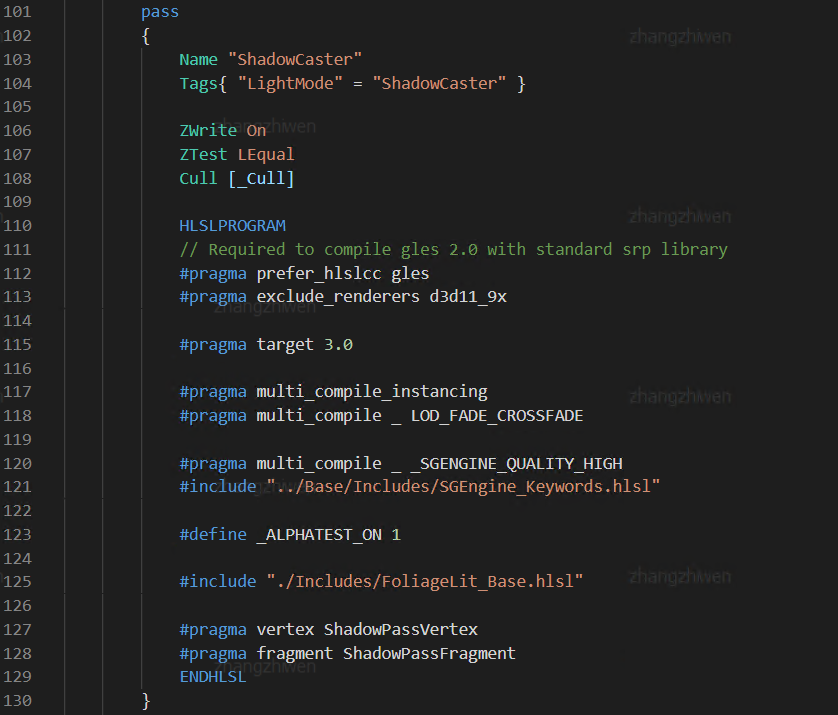 101 pass
102 {
103 Name "ShadowCaster"
104 Tags{ "LightMode" = "ShadowCaster" }
105
106 ZWrite On
107 ZTest LEqual
108 Cull [_Cull]
109
110 HLSLPROGRAM
111 // Required to compile gles 2.0 with standard srp library
112 #pragma prefer_hlslcc gles
113 #pragma exclude_renderers d3d11_9x
114
115 #pragma target 3.0
116
117 #pragma multi_compile_instancing
118 #pragma multi_compile _ LOD_FADE_CROSSFADE
119
120 #pragma multi_compile _ _SGENGINE_QUALITY_HIGH
121 #include "../Base/Includes/SGEngine_Keywords.hlsl"
122
123 #define _ALPHATEST_ON 1
124
125 #include "./Includes/FoliageLit_Base.hlsl"
126
127 #pragma vertex ShadowPassVertex
128 #pragma fragment ShadowPassFragment
129 ENDHLSL
130 }
zhangzhiwen
zhangzhiwen
zhangzhiwen
zhangzhiwen
zhangzhiwen
zhangzhiwen
zhangzhiwen
zhangzhiwen